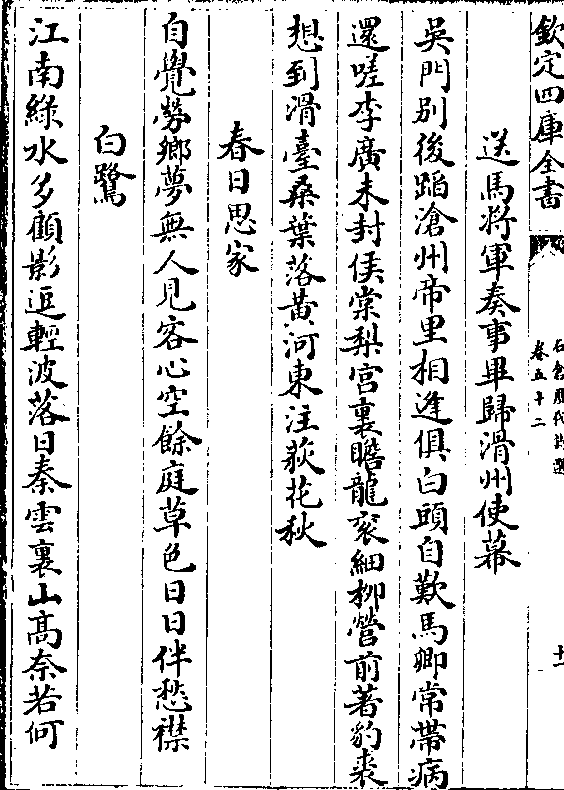 欽定四庫全書
石倉歷代詩選
卷五十二
十一
送馬將軍奏事畢歸滑州使幕
吳門別後蹈滄州帝里相逢俱白頭自歎馬卿常帶病
還嗟李廣未封侯棠梨宮裏瞻龍衮細柳營前著豹裘
想到滑臺桑葉落黃河東注荻花秋
春日思家
自覺勞鄉夢無人見客心空餘庭草色日日伴愁襟
白鷺
江南綠水多顧影逗輕波落日秦雲裏山高奈若何